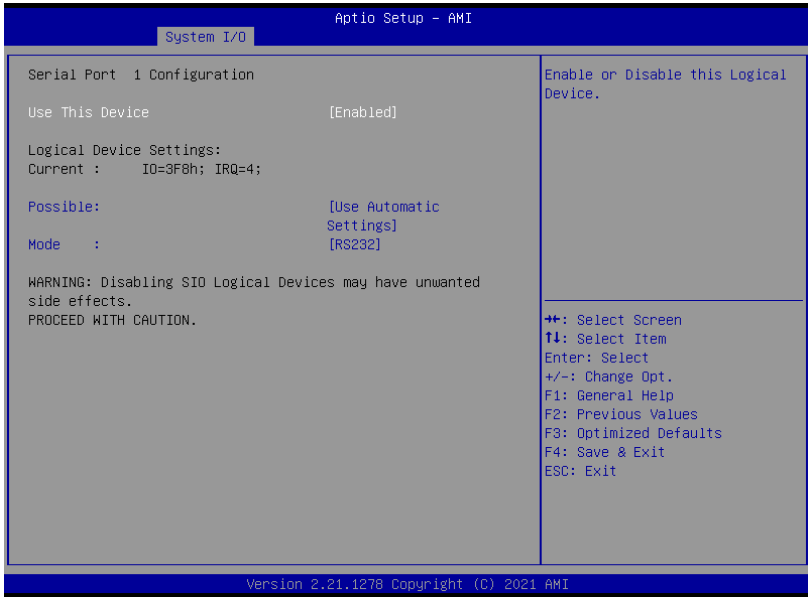 Aptio Setup – AMI
System I/O
Serial Port  1 Configuration
Use This Device [Enabled]
Logical Device Settings:
Current :     IO=3F8h; IRQ=4;
Possible: [Use Automatic
Settings]
Mode    : [RS232]
WARNING: Disabling SIO Logical Devices may have unwanted
side effects.
PROCEED WITH CAUTION.
Enable or Disable this Logical
Device.
→←: Select Screen
↑↓: Select Item
Enter: Select
+/-: Change Opt.
F1: General Help
F2: Previous Values
F3: Optimized Defaults
F4: Save & Exit
ESC: Exit
Version 2.21.1278 Copyright (C) 2021 AMI